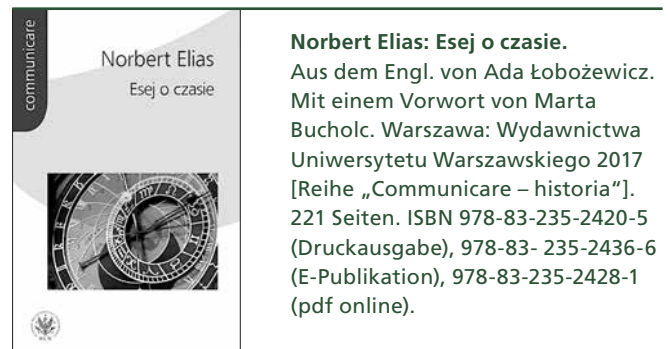 communicare
Norbert Elias
Esej o czasie
Norbert Elias: Esej o czasie.
Aus dem Engl. von Ada Łobożewicz.
Mit einem Vorwort von Marta
Bucholc. Warszawa: Wydawnictwa
Uniwersytetu Warszawskiego 2017
[Reihe „Communicare – historia"].
221 Seiten. ISBN 978-83-235-2420-5
(Druckausgabe), 978-83- 235-2436-6
(E-Publikation), 978-83-235-2428-1
(pdf online).